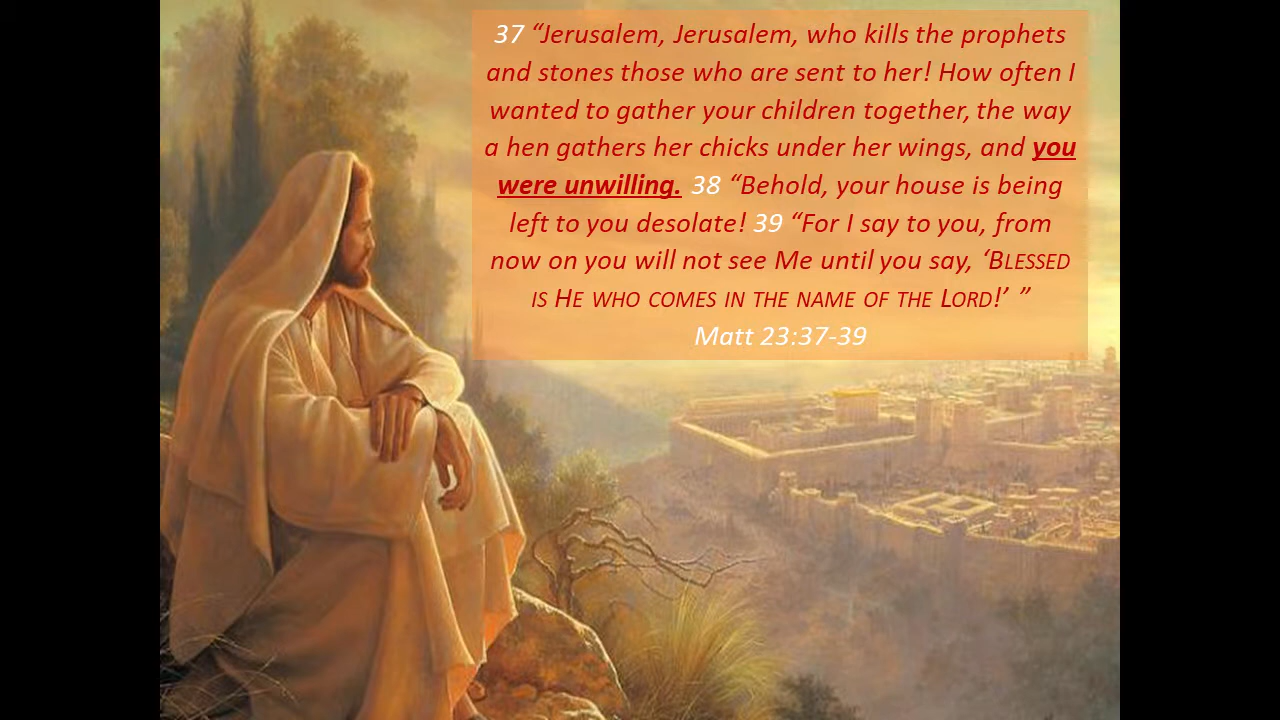 37 “Jerusalem, Jerusalem, who kills the prophets
and stones those who are sent to her! How often I
wanted to gather your children together, the way
a hen gathers her chicks under her wings, and you
were unwilling. 38 “Behold, your house is being
left to you desolate! 39 “For I say to you, from
now on you will not see Me until you say, ‘BLESSED
IS HE WHO COMES IN THE NAME OF THE LORD!’ ”
Matt 23:37-39